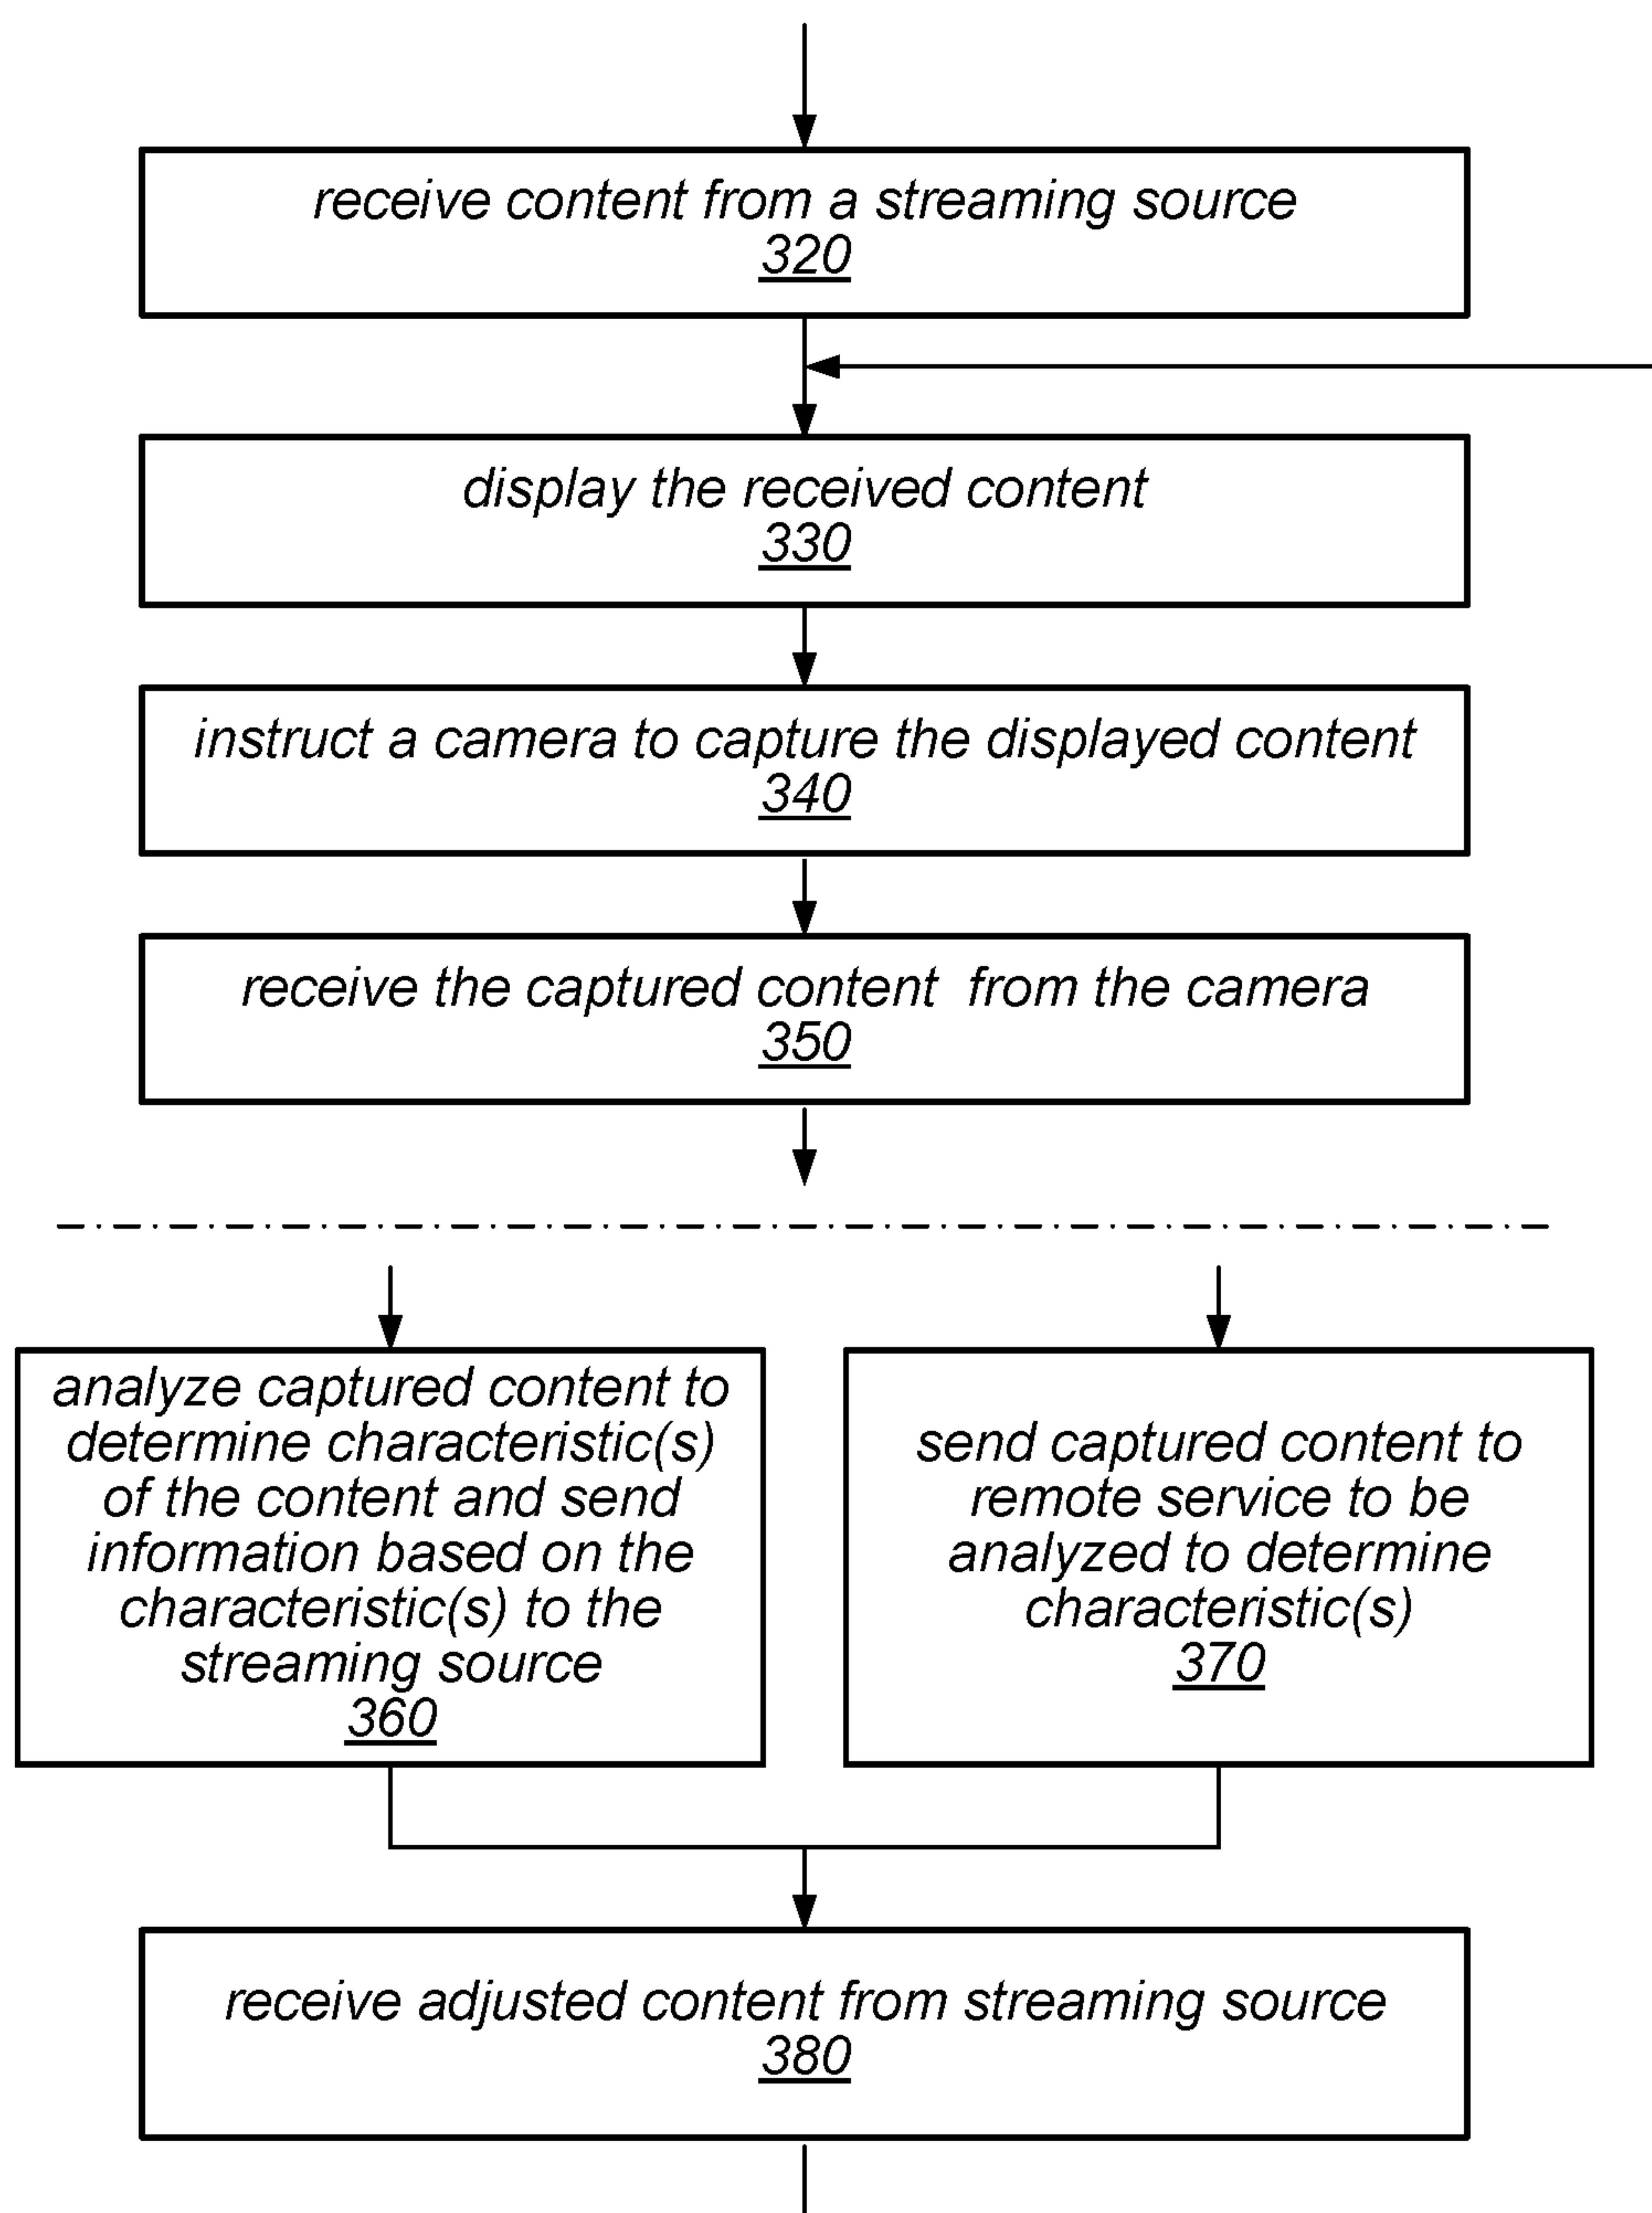 receive content from a streaming source
320
display the received content
330
instruct a camera to capture the displayed content
340
receive the captured content from the camera
350
analyze captured content to
determine characteristic(s)
of the content and send
information based on the
characteristic(s) to the
streaming source
360
send captured content to
remote service to be
analyzed to determine
characteristic(s)
370
receive adjusted content from streaming source
380